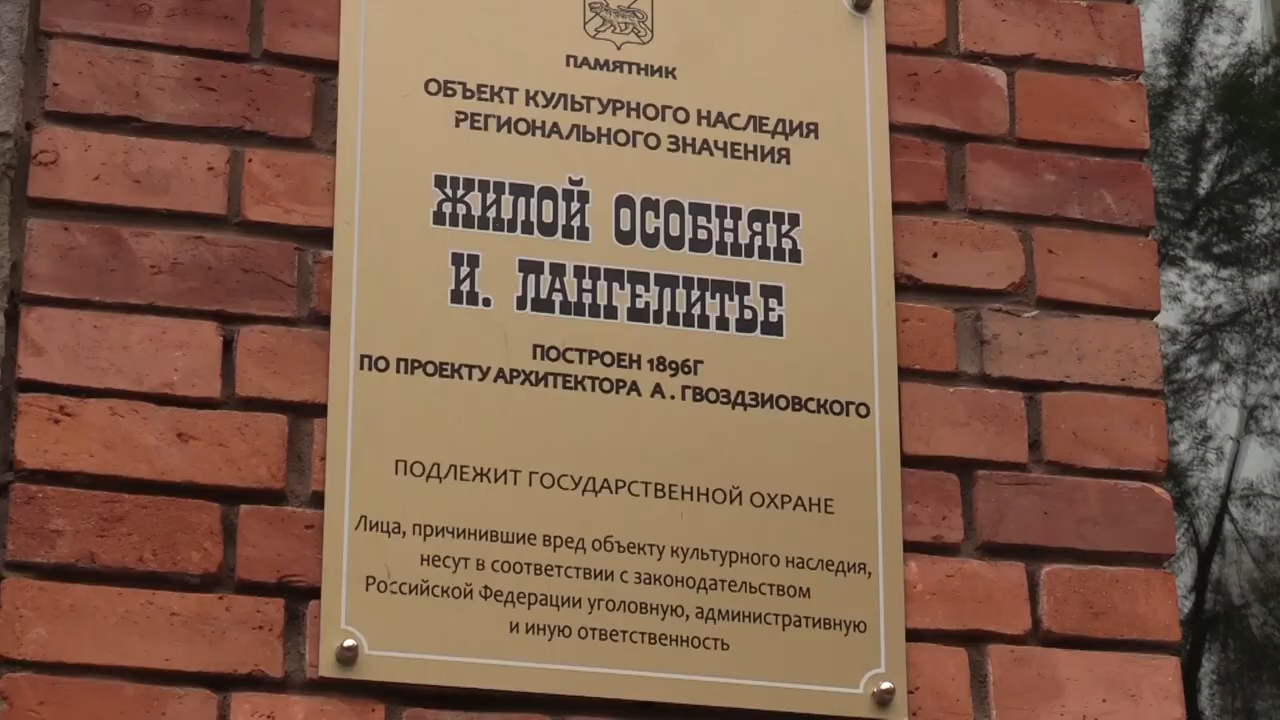 ПАМЯТНИК
ОБЪЕКТ КУЛЬТУРНОГО НАСЛЕДИЯ
РЕГИОНАЛЬНОГО ЗНАЧЕНИЯ
ЖИЛОЙ ОСОБНЯК
И. ЛАНГЕЛИТЬЕ
ПОСТРОЕН 1896Г
ПО ПРОЕКТУ АРХИТЕКТОРА А. ГВОЗДЗИОВСКОГО
ПОДЛЕЖИТ ГОСУДАРСТВЕННОЙ ОХРАНЕ
Лица, причинившие вред объекту культурного наследия,
несут в соответствии с законодательством
Российской Федерации уголовную, административную
и иную ответственность